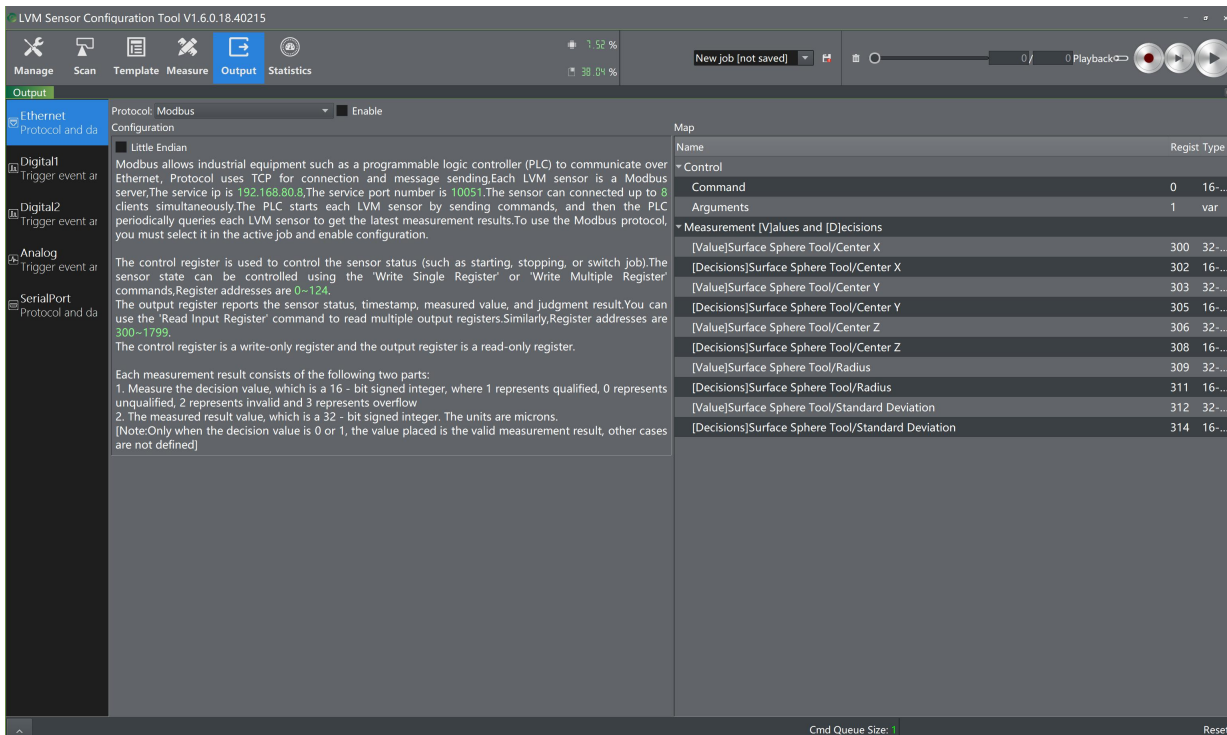 LVM Sensor Configuration Tool V1.6.0.18.40215
Manage Scan Template Measure Output Statistics
7.52 %
38.04 %
New job [not saved]
0/ 0 Playback
Output
Ethernet
Protocol and da
Digital1
Trigger event ar
Digital2
Trigger event ar
Analog
Trigger event ar
SerialPort
Protocol and da
Protocol: Modbus Enable
Configuration
Little Endian
Modbus allows industrial equipment such as a programmable logic controller (PLC) to communicate over
Ethernet, Protocol uses TCP for connection and message sending,Each LVM sensor is a Modbus
server,The service ip is 192.168.80.8,The service port number is 10051.The sensor can connected up to 8
clients simultaneously.The PLC starts each LVM sensor by sending commands, and then the PLC
periodically queries each LVM sensor to get the latest measurement results.To use the Modbus protocol,
you must select it in the active job and enable configuration.
The control register is used to control the sensor status (such as starting, stopping, or switch job).The
sensor state can be controlled using the 'Write Single Register' or 'Write Multiple Register'
commands,Register addresses are 0~124.
The output register reports the sensor status, timestamp, measured value, and judgment result.You can
use the 'Read Input Register' command to read multiple output registers.Similarly,Register addresses are
300~1799.
The control register is a write-only register and the output register is a read-only register.
Each measurement result consists of the following two parts:
1. Measure the decision value, which is a 16 - bit signed integer, where 1 represents qualified, 0 represents
unqualified, 2 represents invalid and 3 represents overflow
2. The measured result value, which is a 32 - bit signed integer. The units are microns.
[Note:Only when the decision value is 0 or 1, the value placed is the valid measurement result, other cases
are not defined]
Map
Name Regist Type
Control
Command 0 16-...
Arguments 1 var
Measurement [V]alues and [D]ecisions
[Value]Surface Sphere Tool/Center X 300 32-...
[Decisions]Surface Sphere Tool/Center X 302 16-...
[Value]Surface Sphere Tool/Center Y 303 32-...
[Decisions]Surface Sphere Tool/Center Y 305 16-...
[Value]Surface Sphere Tool/Center Z 306 32-...
[Decisions]Surface Sphere Tool/Center Z 308 16-...
[Value]Surface Sphere Tool/Radius 309 32-...
[Decisions]Surface Sphere Tool/Radius 311 16-...
[Value]Surface Sphere Tool/Standard Deviation 312 32-...
[Decisions]Surface Sphere Tool/Standard Deviation 314 16-...
Cmd Queue Size: 1
Reset